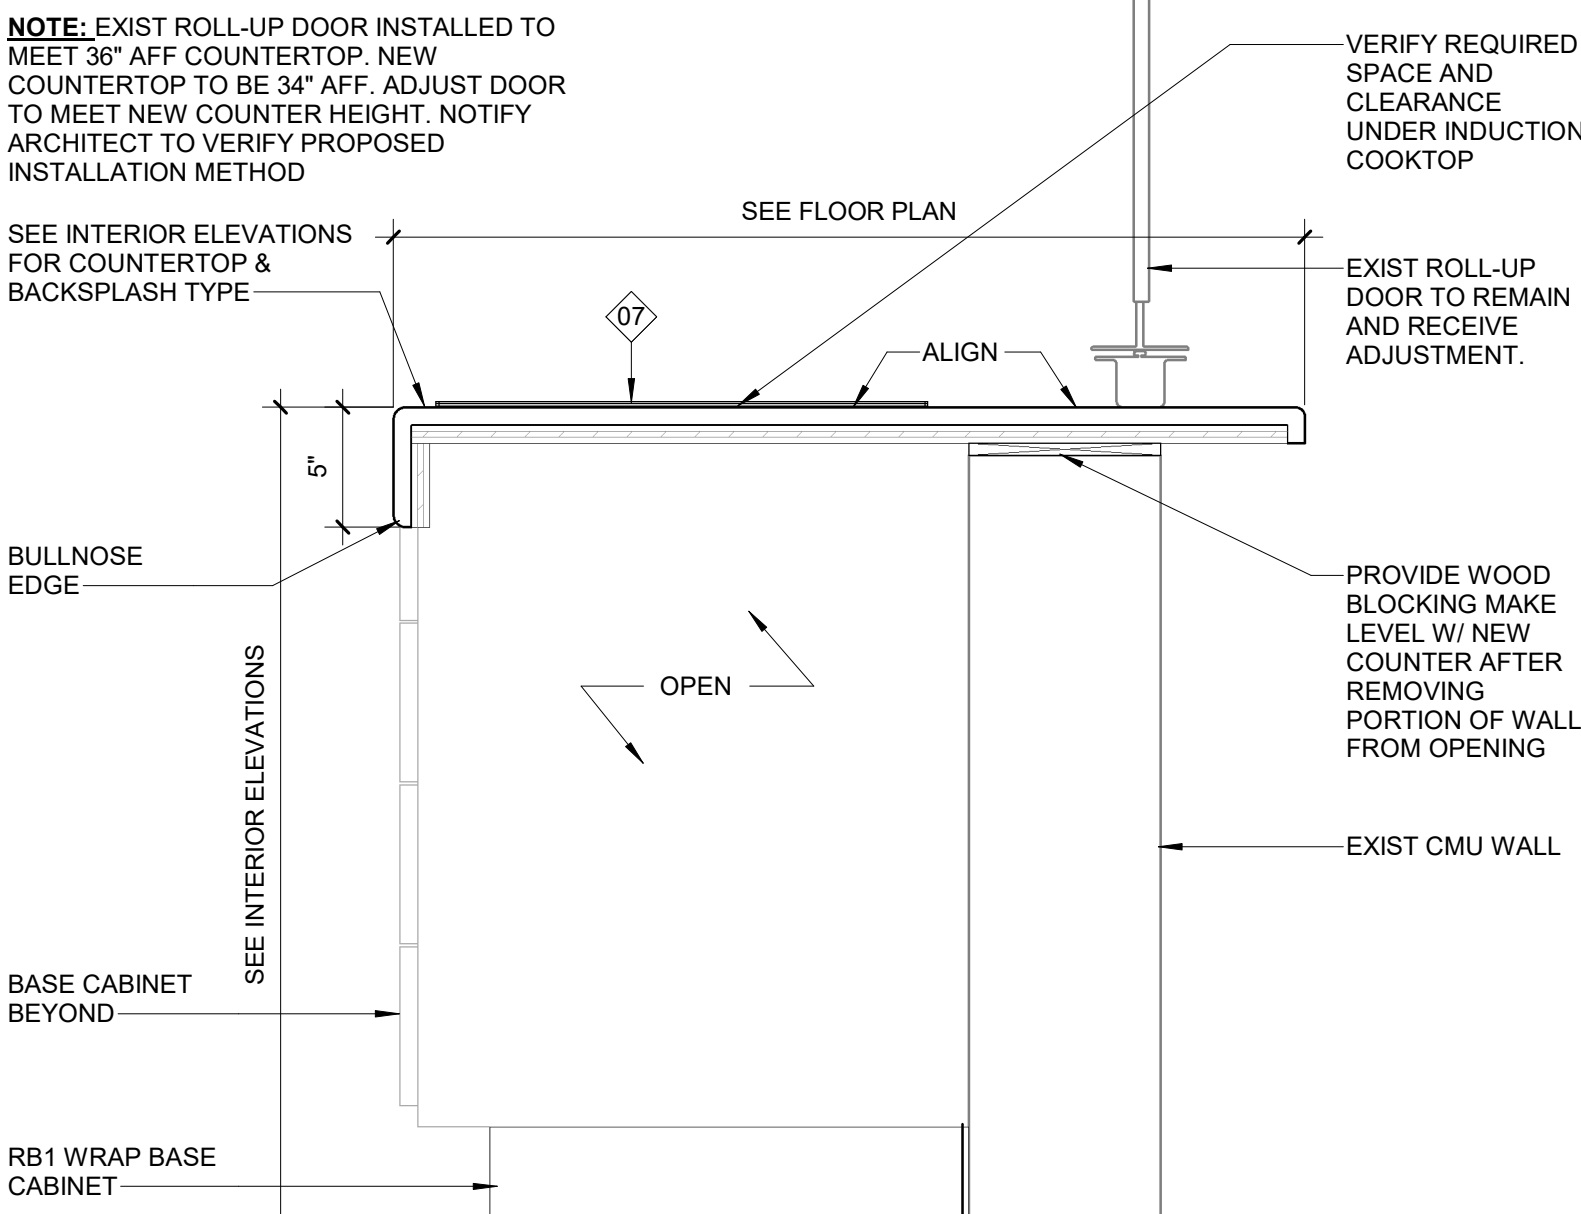 NOTE: EXIST ROLL-UP DOOR INSTALLED TO
MEET 36" AFF COUNTERTOP. NEW
COUNTERTOP TO BE 34" AFF. ADJUST DOOR
TO MEET NEW COUNTER HEIGHT. NOTIFY
ARCHITECT TO VERIFY PROPOSED
INSTALLATION METHOD
VERIFY REQUIRED
SPACE AND
CLEARANCE
UNDER INDUCTION
COOKTOP
SEE FLOOR PLAN
SEE INTERIOR ELEVATIONS
FOR COUNTERTOP &
BACKSPLASH TYPE
EXIST ROLL-UP
DOOR TO REMAIN
AND RECEIVE
ADJUSTMENT.
07
ALIGN
5"
BULLNOSE
EDGE
PROVIDE WOOD
BLOCKING MAKE
LEVEL W/ NEW
COUNTER AFTER
REMOVING
PORTION OF WALL
FROM OPENING
OPEN
SEE INTERIOR ELEVATIONS
EXIST CMU WALL
BASE CABINET
BEYOND
RB1 WRAP BASE
CABINET